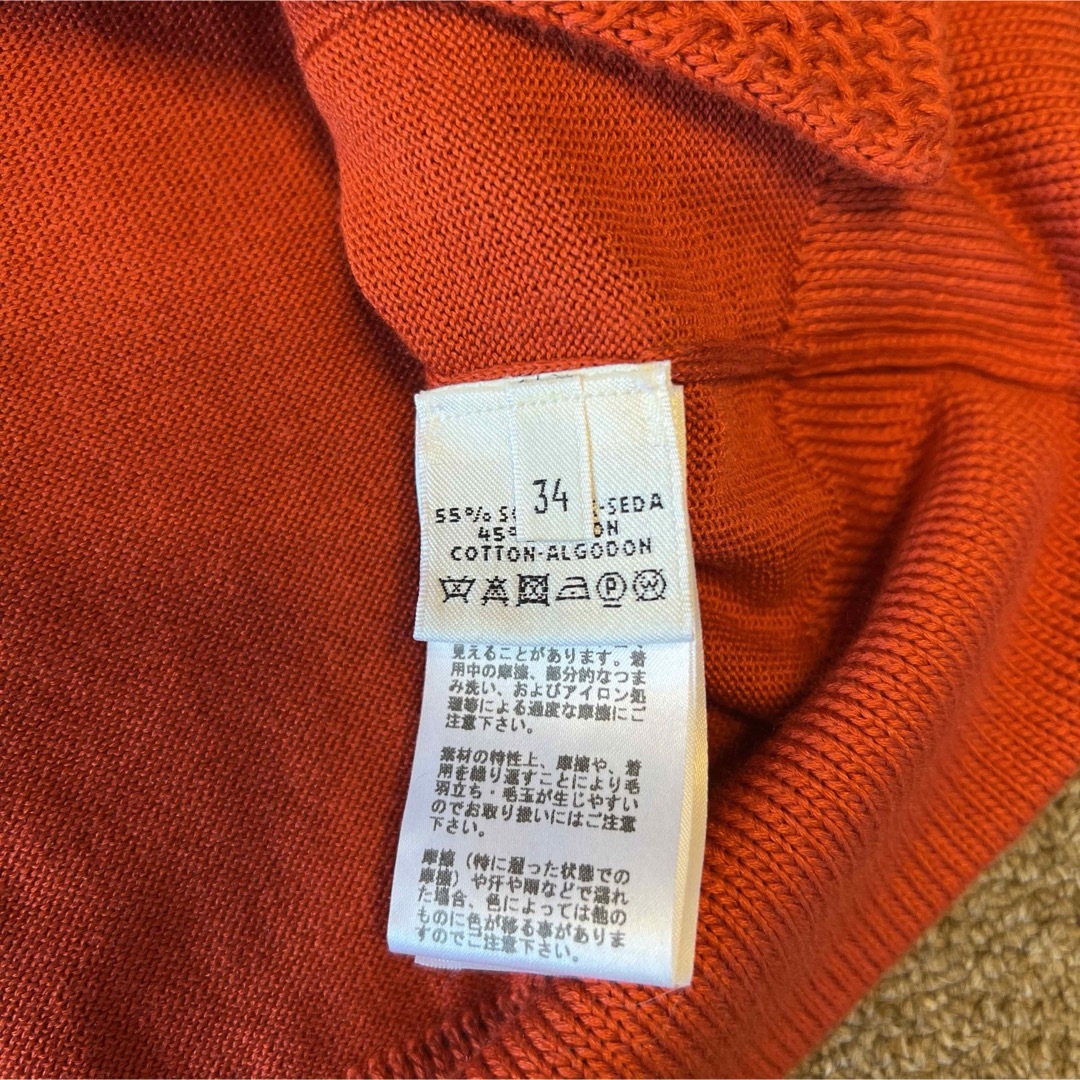 34
55% S -SEDA
45 ON
COTTON-ALGODON
P W
見えることがあります。着
用中の摩擦、部分的なつま
み洗い、およびアイロン処
理等による過度な摩擦にご
注意下さい。
素材の特性上、摩擦や、着
用を繰り返すことにより毛
羽立ち・毛玉が生じやすい
のでお取り扱いにはご注意
下さい。
摩擦（特に湿った状態での
摩擦）や汗や雨などで濡れ
た場合、色によっては他の
ものに色が移る事がありま
すのでご注意下さい。